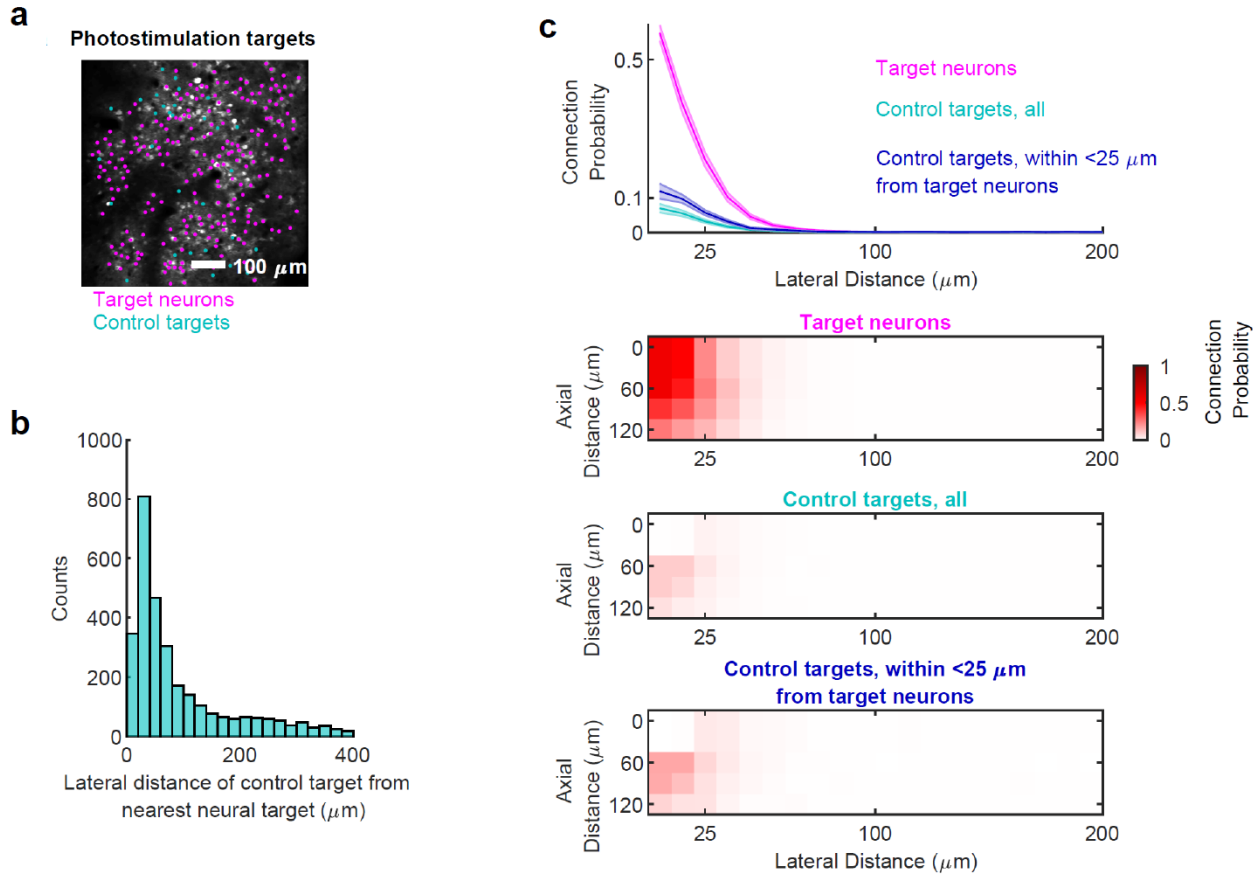 a
Photostimulation targets
100 μm
Target neurons
Control targets
b
1000
800
600
400
200
0
Counts
0
200
400
Lateral distance of control target from
nearest neural target (μm)
c
0.5
0.1
0
Connection
Probability
Target neurons
Control targets, all
Control targets, within <25 μm
from target neurons
25
100
200
Lateral Distance (μm)
Target neurons
0
60
120
Axial
Distance (μm)
25
100
200
1
0.5
0
Connection
Probability
Control targets, all
0
60
120
Axial
Distance (μm)
25
100
200
Control targets, within <25 μm
from target neurons
0
60
120
Axial
Distance (μm)
25
100
200
Lateral Distance (μm)